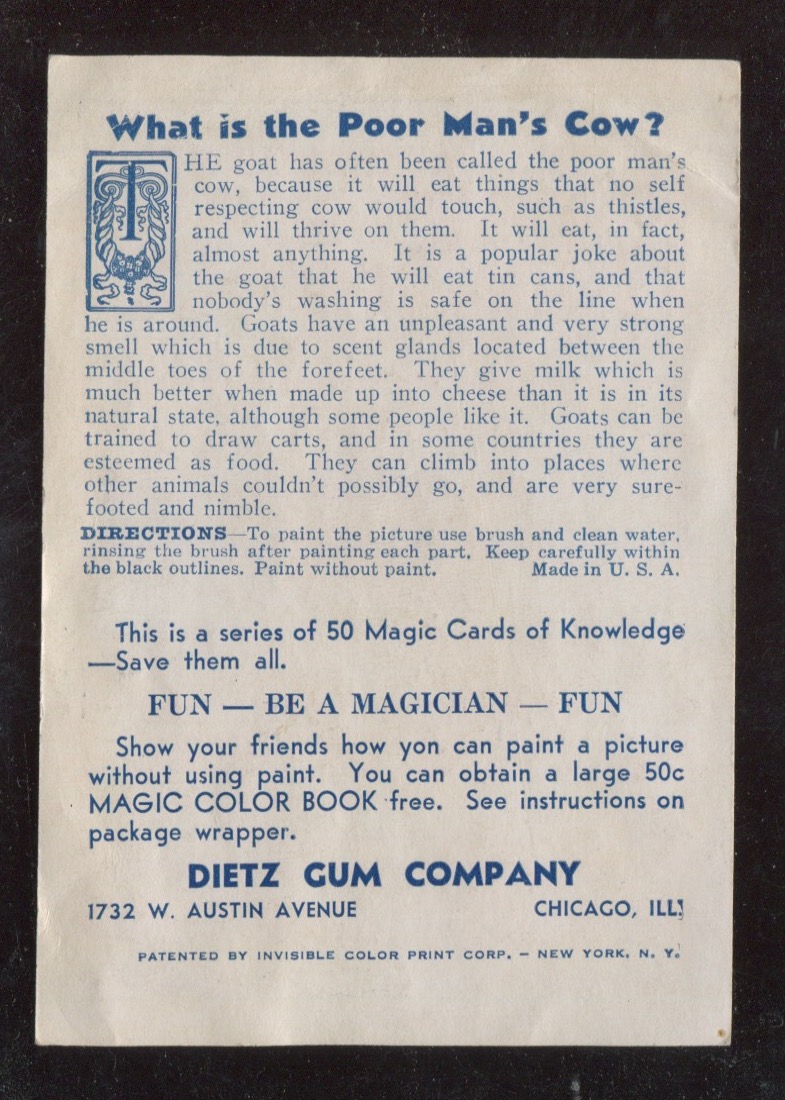 What is the Poor Man's Cow?
THE goat has often been called the poor man's
cow, because it will eat things that no self
respecting cow would touch, such as thistles,
and will thrive on them. It will eat, in fact,
almost anything. It is a popular joke about
the goat that he will eat tin cans, and that
nobody's washing is safe on the line when
he is around. Goats have an unpleasant and very strong
smell which is due to scent glands located between the
middle toes of the forefeet. They give milk which is
much better when made up into cheese than it is in its
natural state, although some people like it. Goats can be
trained to draw carts, and in some countries they are
esteemed as food. They can climb into places where
other animals couldn't possibly go, and are very sure-
footed and nimble.
DIRECTIONS—To paint the picture use brush and clean water,
rinsing the brush after painting each part. Keep carefully within
the black outlines. Paint without paint. Made in U. S. A.
This is a series of 50 Magic Cards of Knowledge
—Save them all.
FUN — BE A MAGICIAN — FUN
Show your friends how yon can paint a picture
without using paint. You can obtain a large 50c
MAGIC COLOR BOOK free. See instructions on
package wrapper.
DIETZ GUM COMPANY
1732 W. AUSTIN AVENUE CHICAGO, ILL.
PATENTED BY INVISIBLE COLOR PRINT CORP. — NEW YORK, N. Y.